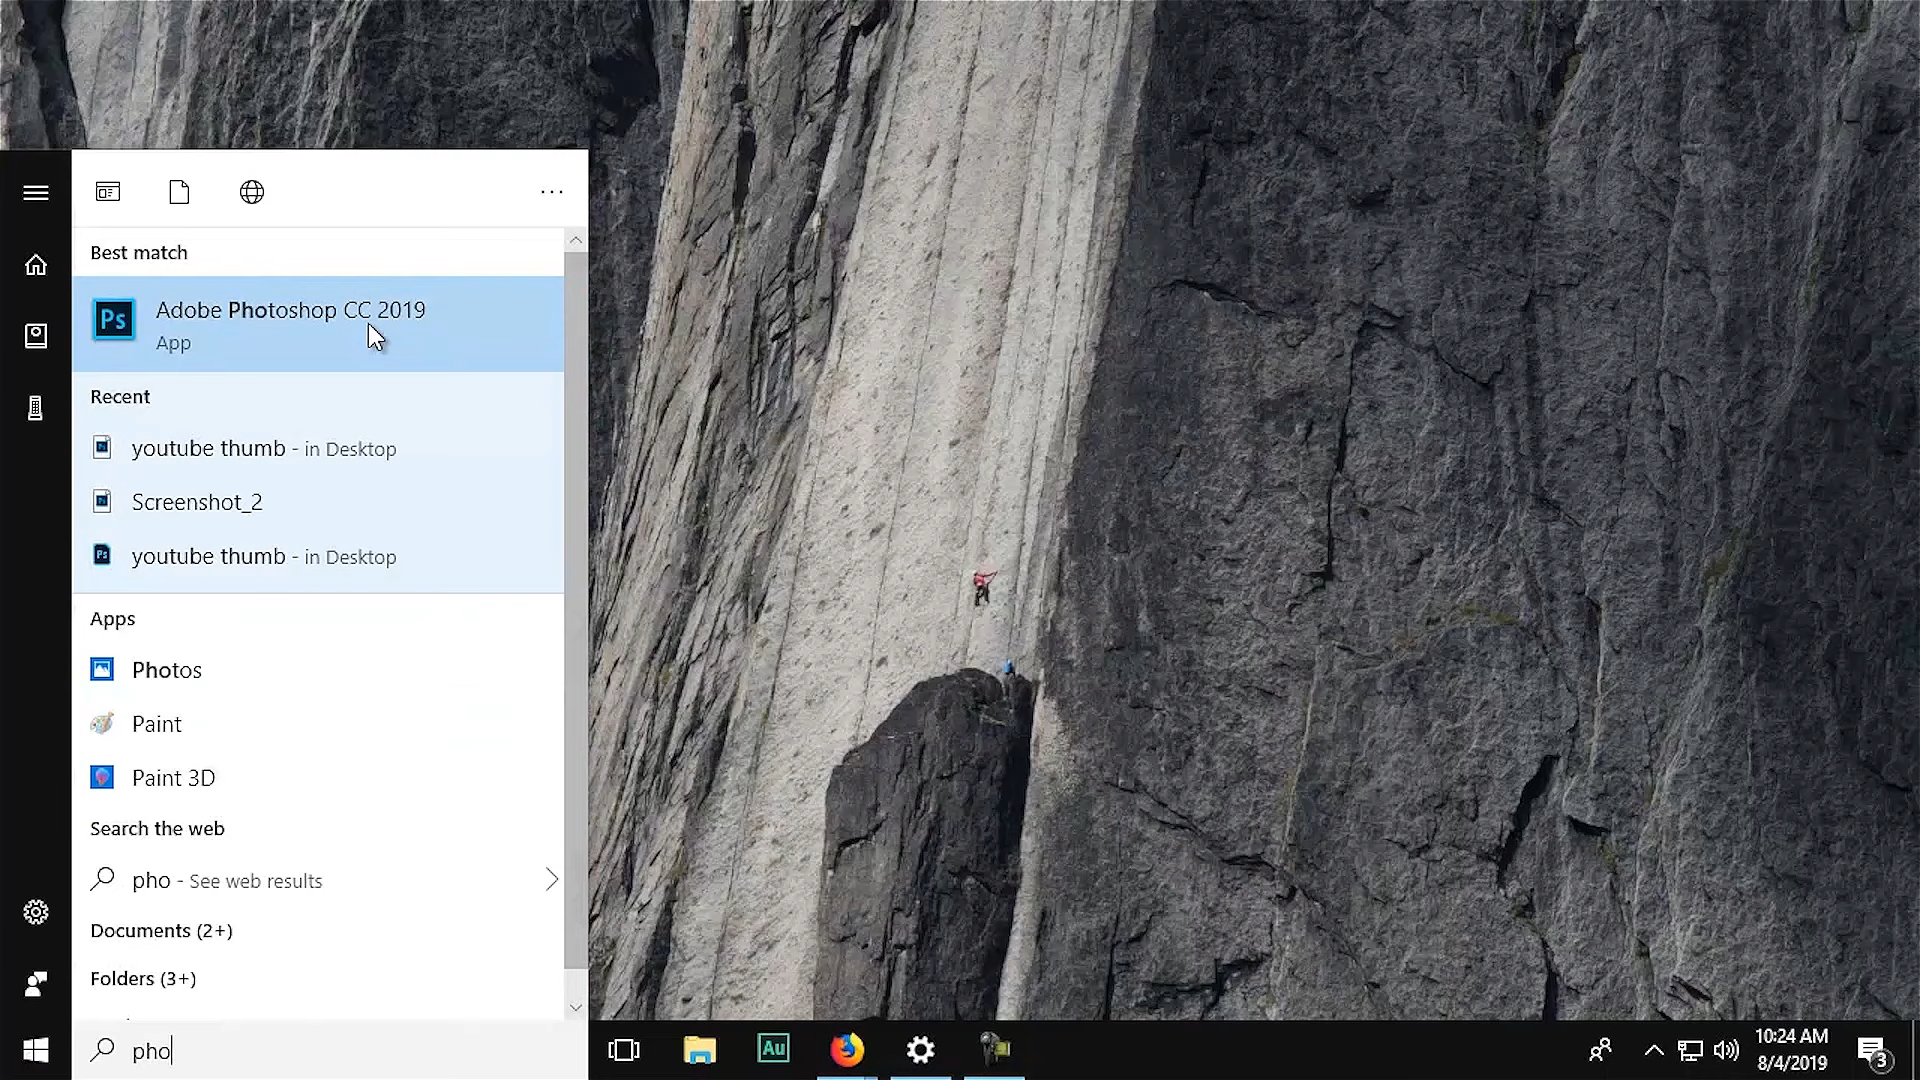 Best match
Ps
Adobe Photoshop CC 2019
App
Recent
youtube thumb - in Desktop
Screenshot_2
Ps
youtube thumb - in Desktop
Apps
Photos
Paint
Paint 3D
Search the web
pho - See web results
Documents (2+)
Folders (3+)
pho
Au
10:24 AM
8/4/2019
3